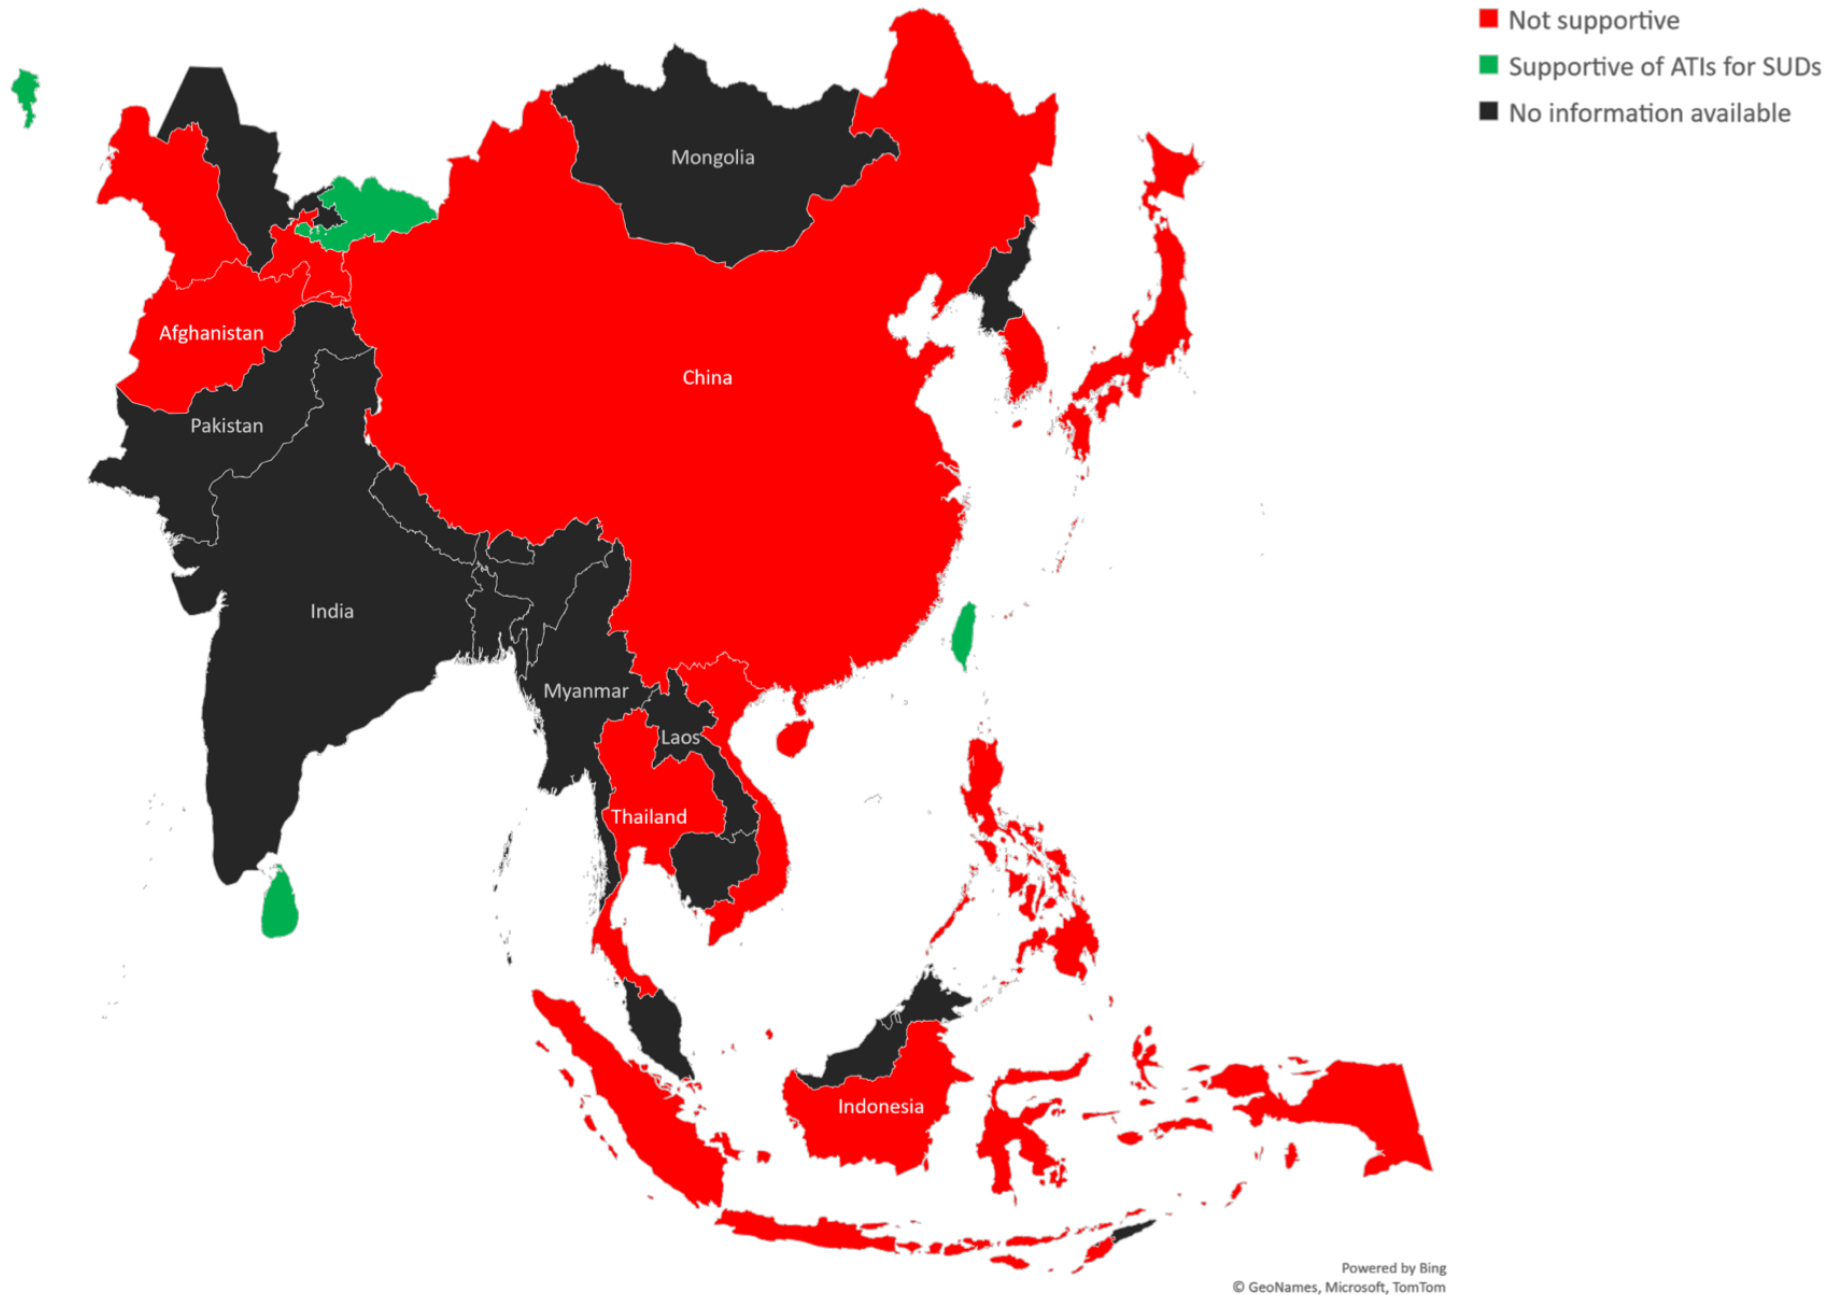 Not supportive
Supportive of ATIs for SUDs
No information available
Mongolia
Afghanistan
China
Pakistan
India
Myanmar
Laos
Thailand
Indonesia
Powered by Bing
© GeoNames, Microsoft, TomTom